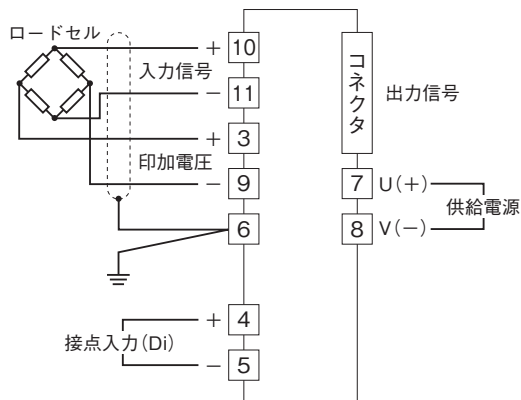 ロードセル
+ 10
入力信号
− 11
+ 3
印加電圧
− 9
6
+ 4
接点入力(Di)
− 5
コネクタ
出力信号
7 U(+)
供給電源
8 V(−)